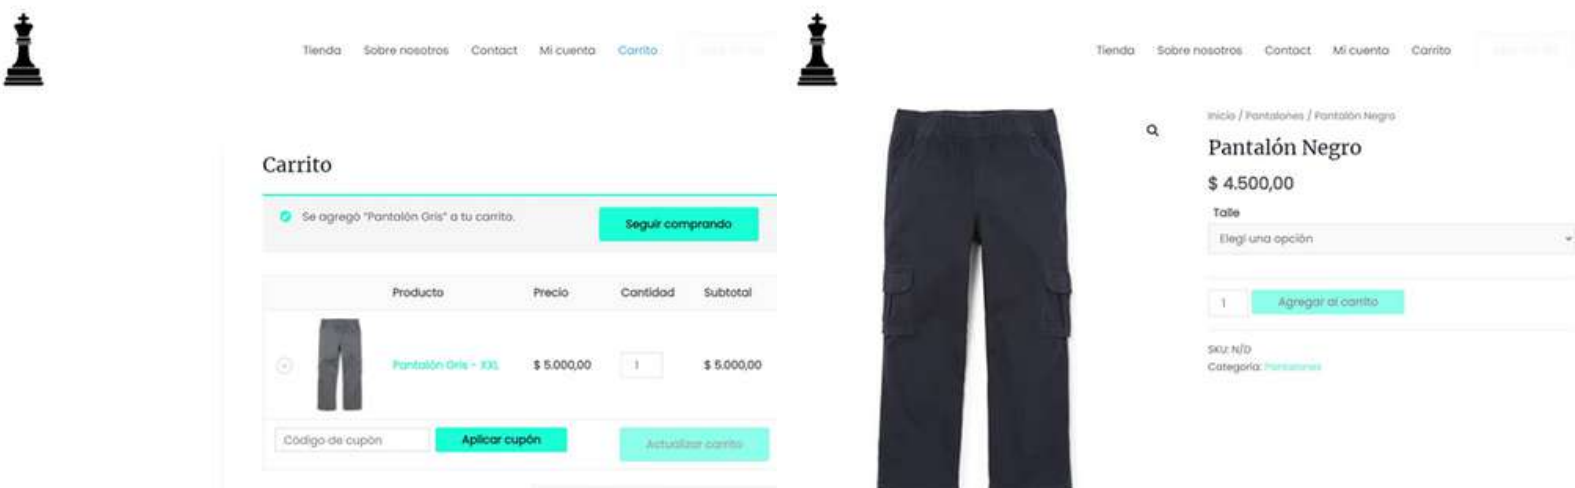 Tienda Sobre nosotros Contact Mi cuenta Carrito
Carrito
Se agregó "Pantalón Gris" a tu carrito.
Seguir comprando
Producto Precio Cantidad Subtotal
Pantalón Gris - XXL $ 5.000,00 1 $ 5.000,00
Código de cupón Aplicar cupón Actualizar carrito
Tienda Sobre nosotros Contact Mi cuenta Carrito
Inicio / Pantalones / Pantalón Negro
Pantalón Negro
$ 4.500,00
Talle
Elegí una opción
1 Agregar al carrito
SKU: N/D
Categoría: Pantalones